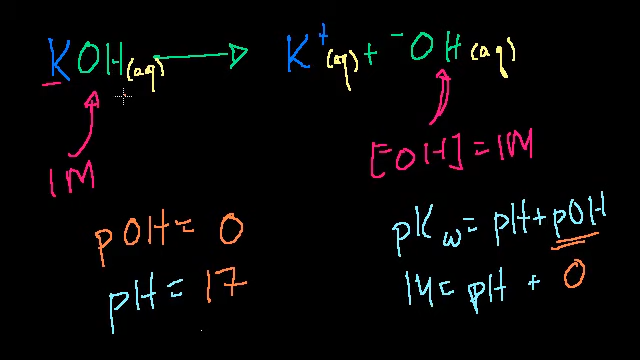 KOH(aq) → K⁺(aq) + ⁻OH(aq)
1M
[⁻OH] = 1M
pOH = 0
pH = 17
pKw = pH + pOH
14 = pH + 0